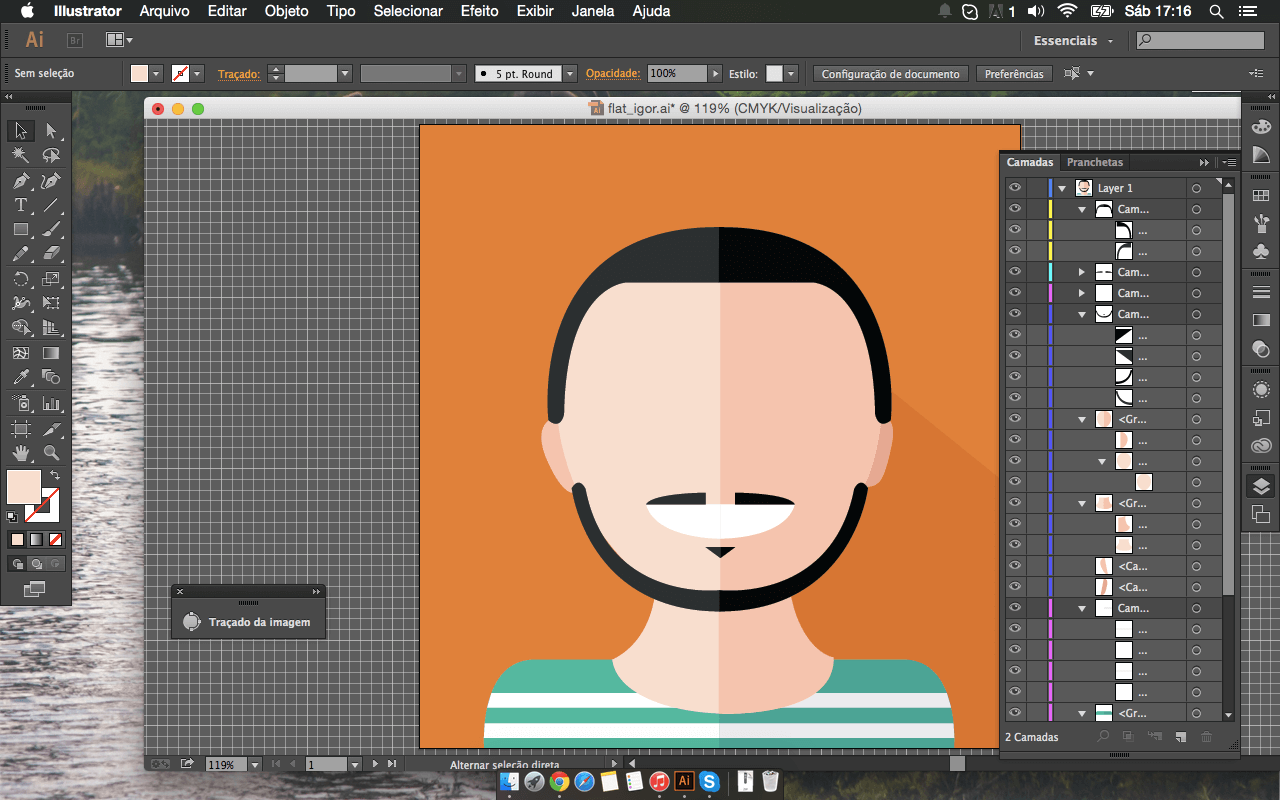 Illustrator Arquivo Editar Objeto Tipo Selecionar Efeito Exibir Janela Ajuda 1 Sáb 17:16
Ai Br Essenciais
Sem seleção Traçado: 5 pt. Round Opacidade: 100% Estilo: Configuração de documento Preferências
flat_igor.ai* @ 119% (CMYK/Visualização)
Camadas Pranchetas
Layer 1
Cam...
...
...
Cam...
Cam...
Cam...
...
...
...
...
<Gr...
...
...
<Gr...
...
...
<Ca...
<Ca...
Cam...
...
...
...
...
<Gr...
2 Camadas
Traçado da imagem
119% 1 Alternar seleção direta
Ai